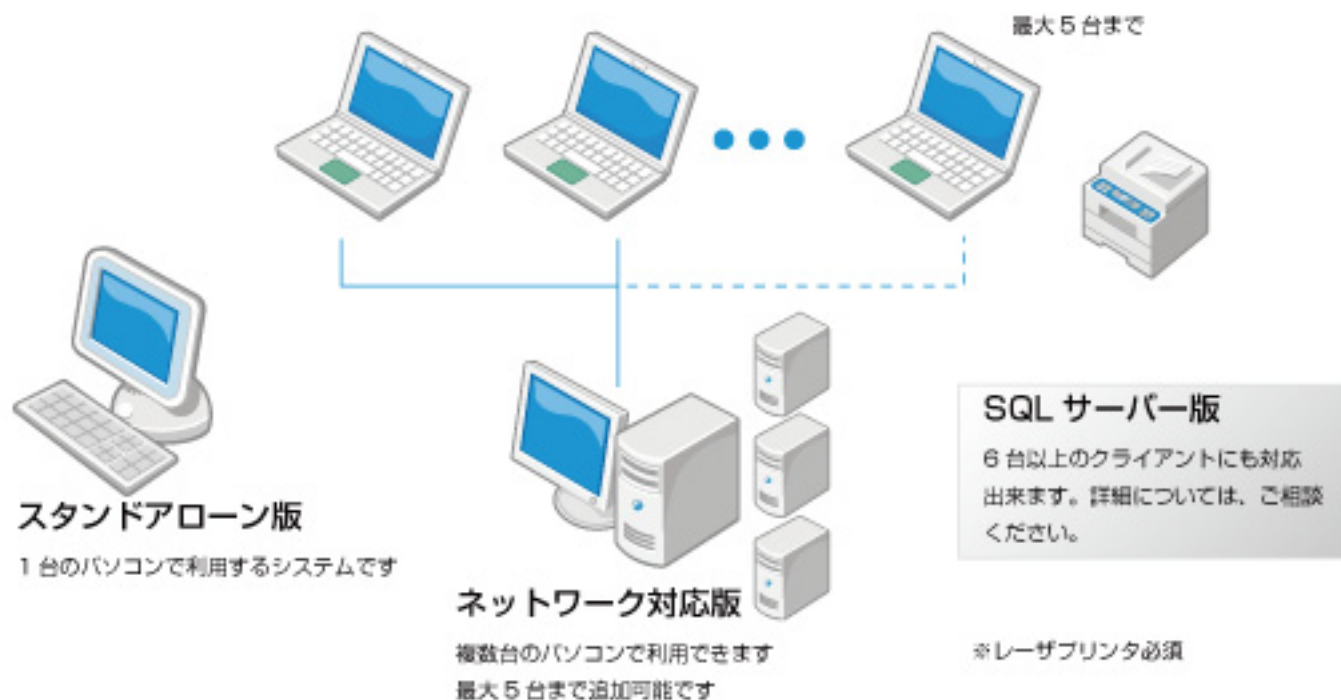 最大5台まで
スタンドアローン版
1台のパソコンで利用するシステムです
ネットワーク対応版
複数台のパソコンで利用できます
最大5台まで追加可能です
SQL サーバー版
6台以上のクライアントにも対応
出来ます。詳細については、ご相談
ください。
※レーザプリンタ必須